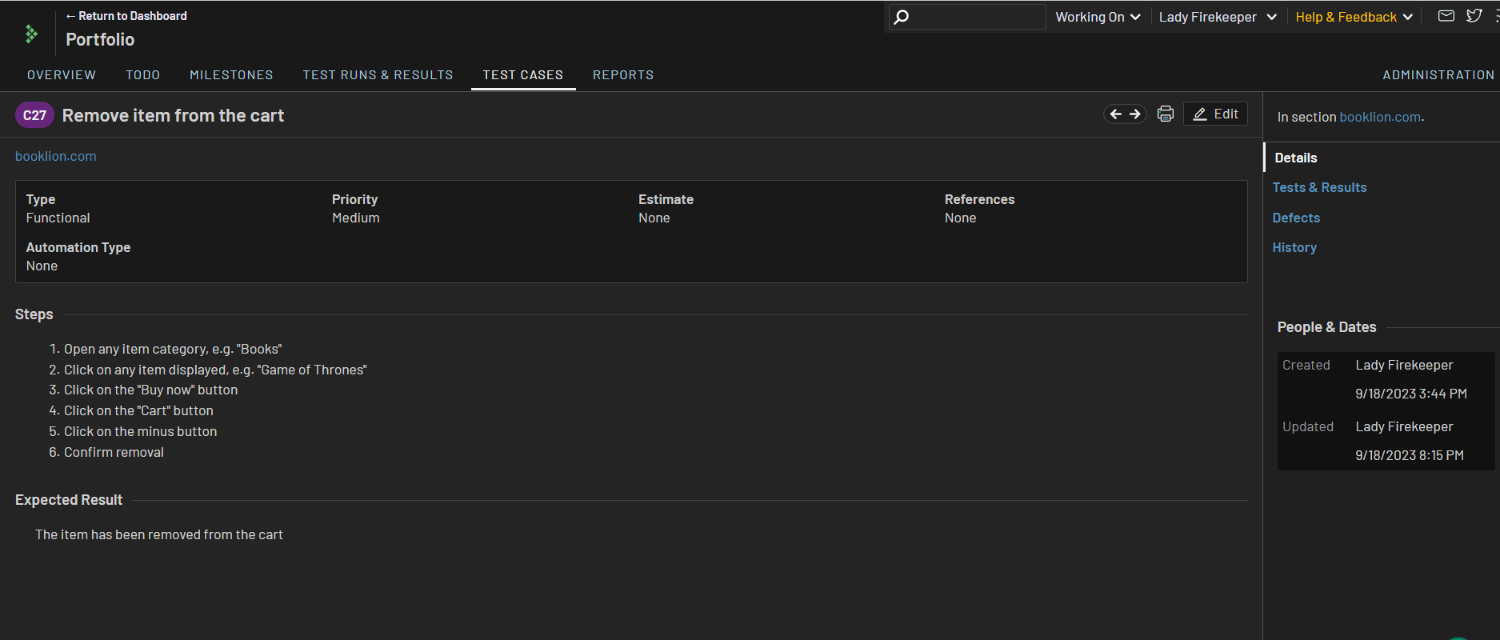 ← Return to Dashboard
Portfolio
Working On
Lady Firekeeper
Help & Feedback
OVERVIEW TODO MILESTONES TEST RUNS & RESULTS TEST CASES REPORTS ADMINISTRATION
C27 Remove item from the cart
Edit
In section booklion.com.
booklion.com
Details
Tests & Results
Defects
History
Type Priority Estimate References
Functional Medium None None
Automation Type
None
Steps
1. Open any item category, e.g. "Books"
2. Click on any item displayed, e.g. "Game of Thrones"
3. Click on the "Buy now" button
4. Click on the "Cart" button
5. Click on the minus button
6. Confirm removal
Expected Result
The item has been removed from the cart
People & Dates
Created Lady Firekeeper
9/18/2023 3:44 PM
Updated Lady Firekeeper
9/18/2023 8:15 PM